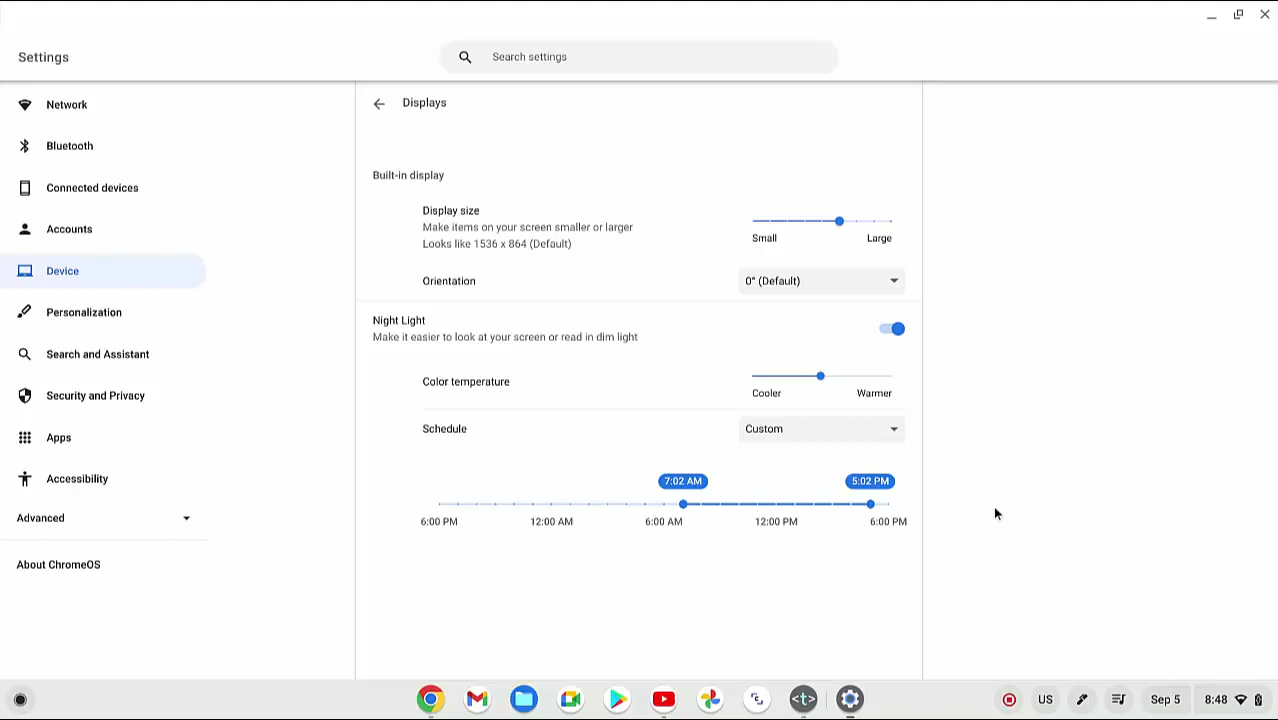 Settings
Search settings
Network
Bluetooth
Connected devices
Accounts
Device
Personalization
Search and Assistant
Security and Privacy
Apps
Accessibility
Advanced
About ChromeOS
Displays
Built-in display
Display size
Make items on your screen smaller or larger
Looks like 1536 x 864 (Default)
Small Large
Orientation 0° (Default)
Night Light
Make it easier to look at your screen or read in dim light
Color temperature
Cooler Warmer
Schedule Custom
7:02 AM 5:02 PM
6:00 PM 12:00 AM 6:00 AM 12:00 PM 6:00 PM
<t> US Sep 5 8:48